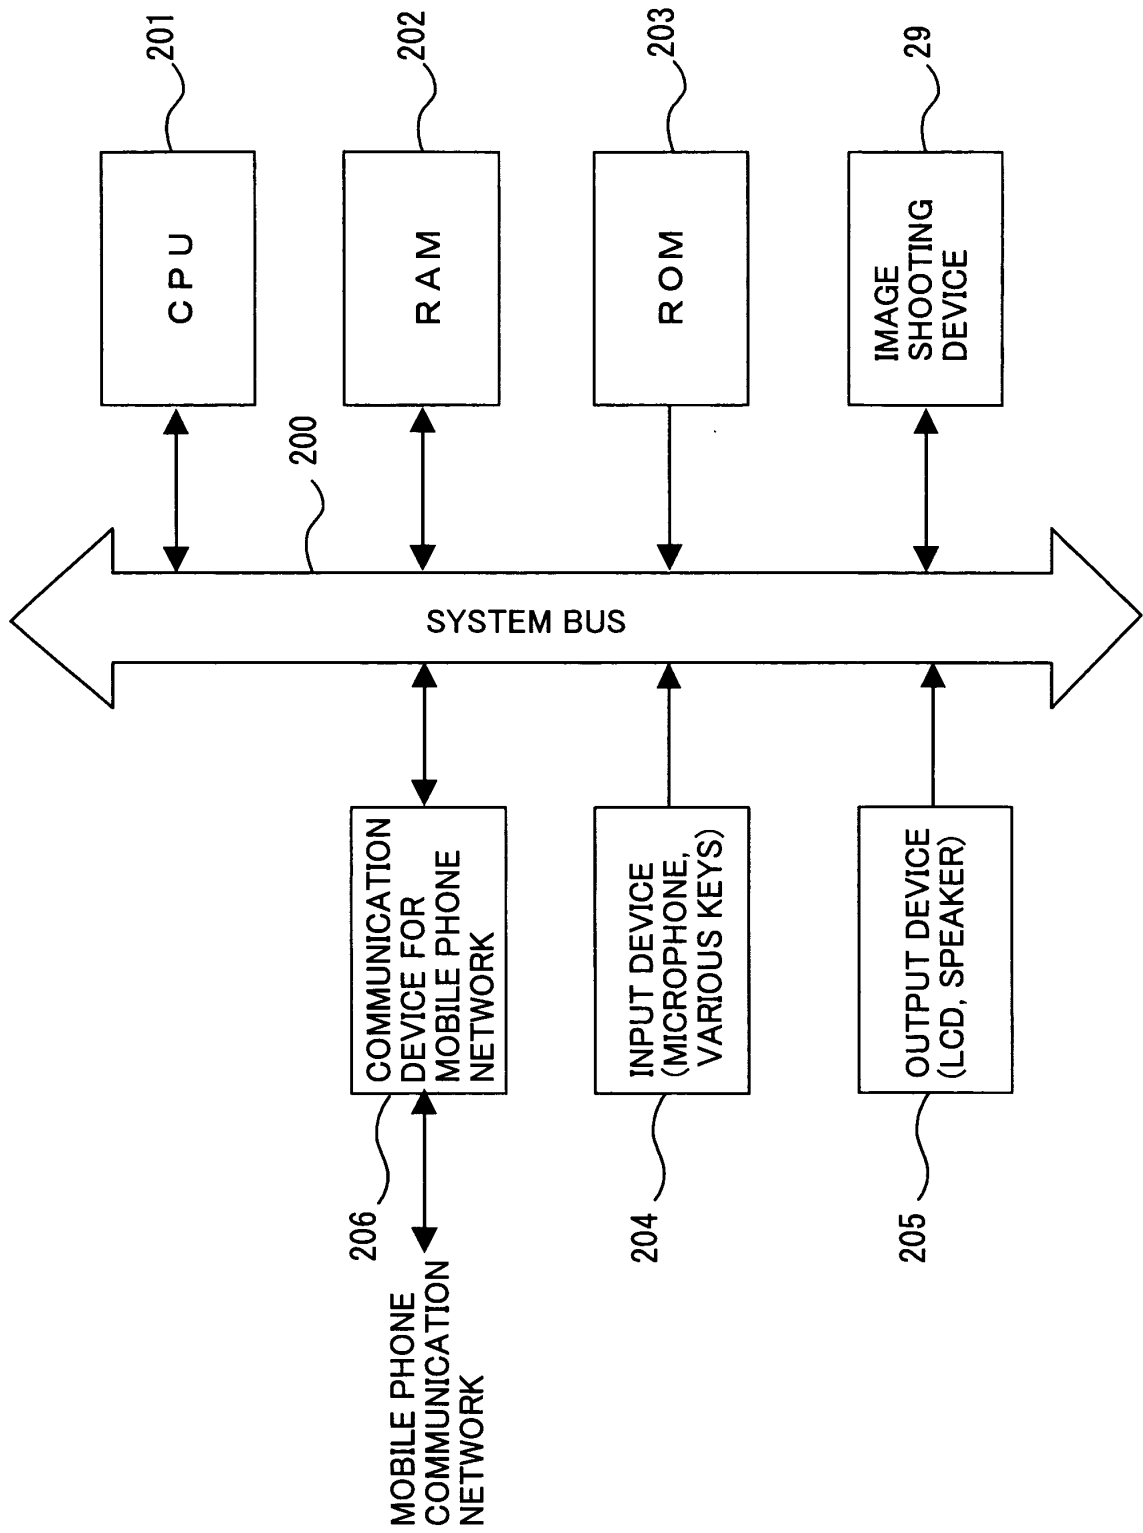 201
CPU
202
RAM
203
ROM
29
IMAGE
SHOOTING
DEVICE
200
SYSTEM BUS
COMMUNICATION
DEVICE FOR
MOBILE PHONE
NETWORK
206
MOBILE PHONE
COMMUNICATION
NETWORK
INPUT DEVICE
(MICROPHONE,
VARIOUS KEYS)
204
OUTPUT DEVICE
(LCD, SPEAKER)
205